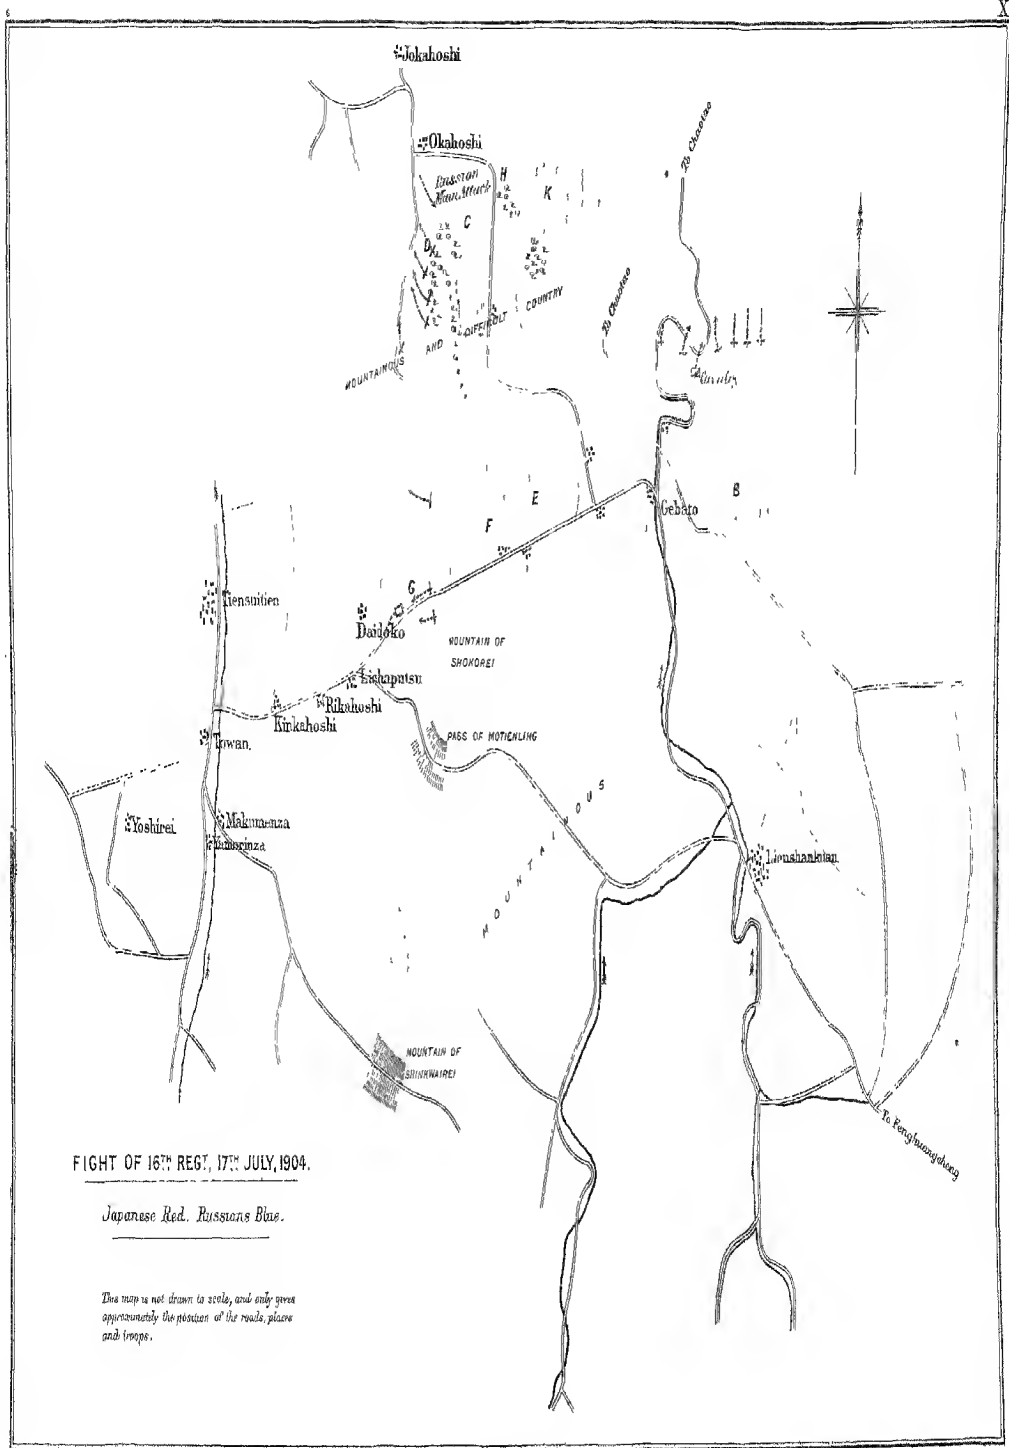 X
Jokahoshi
Okahoshi
Russian
Main Attack
H
K
C
D
To Chaotao
To Chaotao
MOUNTAINOUS AND DIFFICULT COUNTRY
Cavalry
E
F
B
Gebato
G
Tiensuitien
Daidoko
MOUNTAIN OF
SHOKOREI
Lichaputsu
Rikahoshi
Kinkahoshi
Towan.
PASS OF MOTIENLING
MOUNTAINOUS
Yoshirei
Makumenza
Yamorinza
Lienshankuan
MOUNTAIN OF
SHINKWAIREI
To Fenghuangcheng
FIGHT OF 16TH REGT, 17TH JULY, 1904.
Japanese Red. Russians Blue.
This map is not drawn to scale, and only gives
approximately the position of the roads, places
and troops.